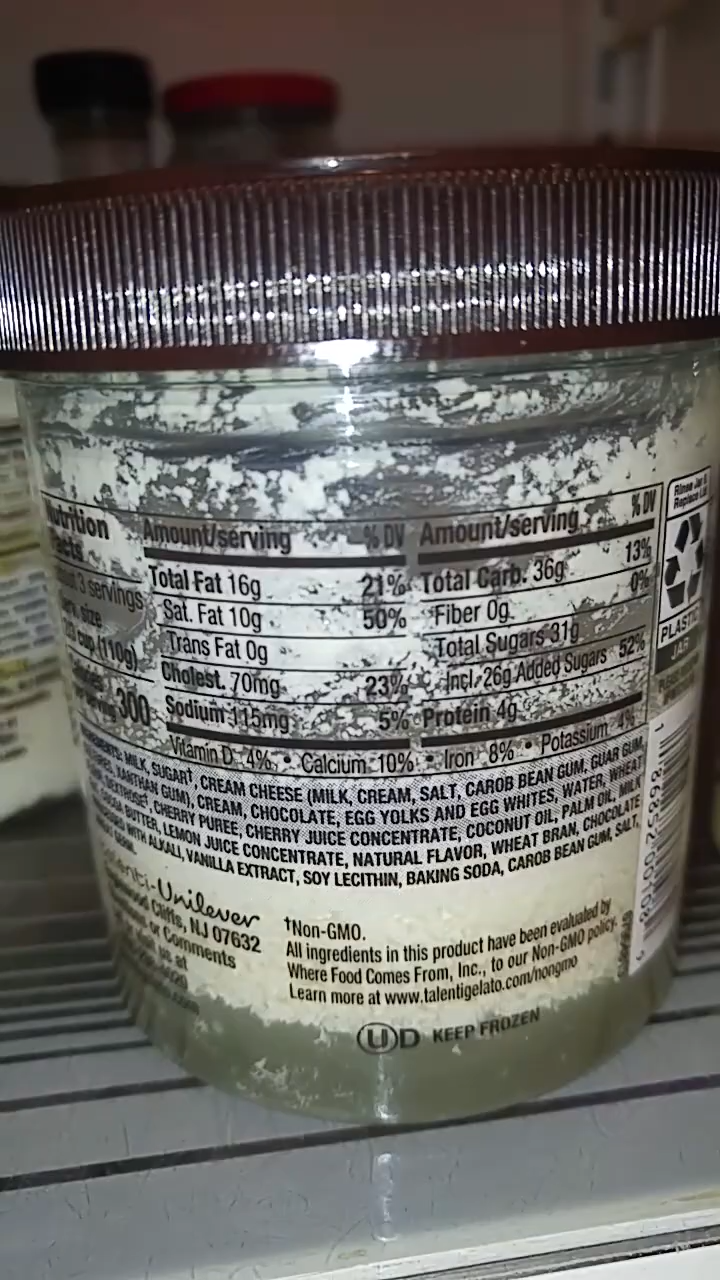 Nutrition
Facts
3 servings
size
cup (110g)
Calories
300
Amount/serving % DV
Total Fat 16g 21%
Sat. Fat 10g 50%
Trans Fat 0g
Cholest. 70mg 23%
Sodium 115mg 5%
Amount/serving % DV
Total Carb. 36g 13%
Fiber 0g 0%
Total Sugars 31g
Incl. 26g Added Sugars 52%
Protein 4g
Vitamin D 4% • Calcium 10% • Iron 8% • Potassium 4%
INGREDIENTS: MILK, SUGAR†, CREAM CHEESE (MILK, CREAM, SALT, CAROB BEAN GUM, GUAR GUM,
XANTHAN GUM), CREAM, CHOCOLATE, EGG YOLKS AND EGG WHITES, WATER, WHEAT
DEXTROSE†, CHERRY PUREE, CHERRY JUICE CONCENTRATE, COCONUT OIL, PALM OIL, MILK
BUTTER, LEMON JUICE CONCENTRATE, NATURAL FLAVOR, WHEAT BRAN, CHOCOLATE
WITH ALKALI, VANILLA EXTRACT, SOY LECITHIN, BAKING SODA, CAROB BEAN GUM, SALT,
Talenti-Unilever
Cliffs, NJ 07632
or Comments
us at
†Non-GMO.
All ingredients in this product have been evaluated by
Where Food Comes From, Inc., to our Non-GMO policy.
Learn more at www.talentigelato.com/nongmo
UD KEEP FROZEN
Rinse Jar &
Replace Lid
PLASTIC
JAR